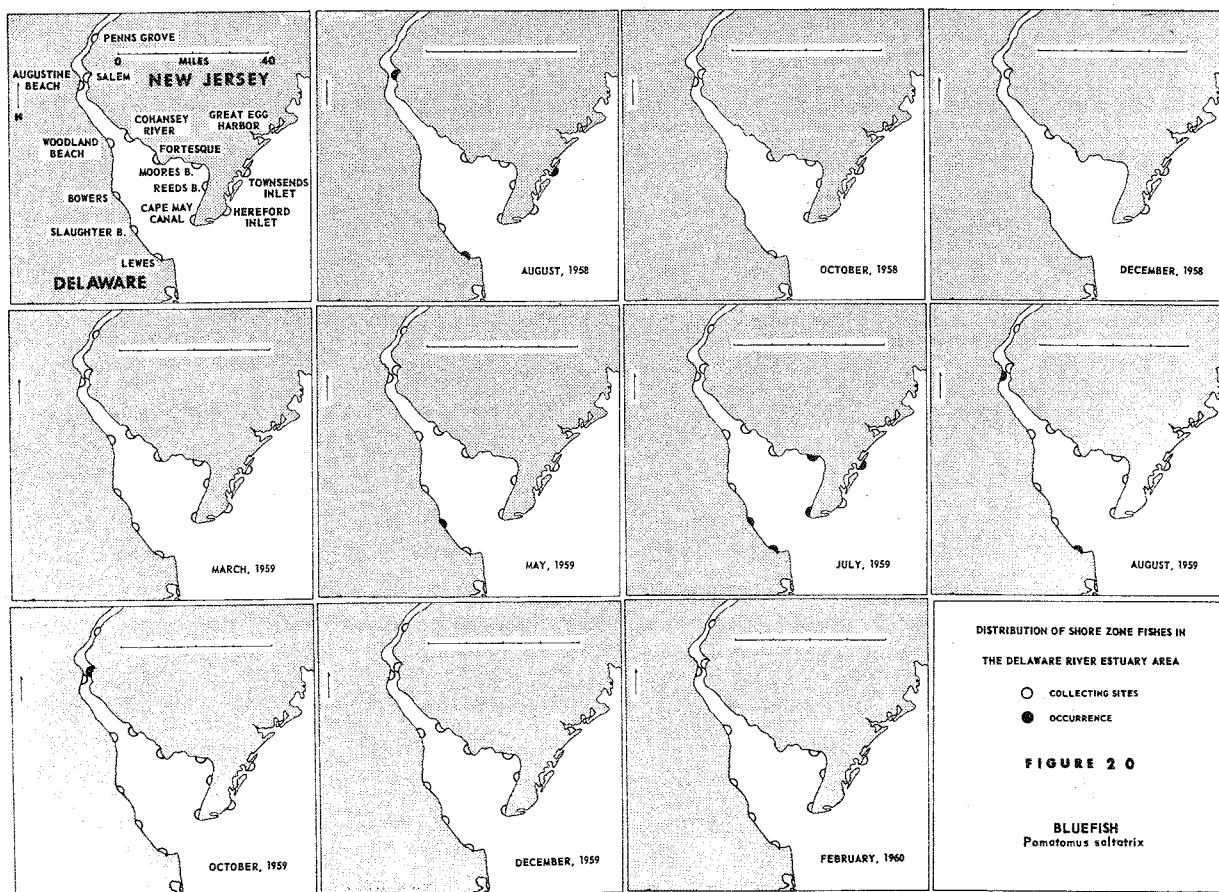 PENNS GROVE
0 MILES 40
AUGUSTINE BEACH
SALEM
NEW JERSEY
N
COHANSEY RIVER
GREAT EGG HARBOR
WOODLAND BEACH
FORTESQUE
MOORES B.
REEDS B.
TOWNSENDS INLET
BOWERS
CAPE MAY CANAL
HEREFORD INLET
SLAUGHTER B.
LEWES
DELAWARE
AUGUST, 1958
OCTOBER, 1958
DECEMBER, 1958
MARCH, 1959
MAY, 1959
JULY, 1959
AUGUST, 1959
OCTOBER, 1959
DECEMBER, 1959
FEBRUARY, 1960
DISTRIBUTION OF SHORE ZONE FISHES IN
THE DELAWARE RIVER ESTUARY AREA
COLLECTING SITES
OCCURRENCE
FIGURE 20
BLUEFISH
Pomatomus saltatrix